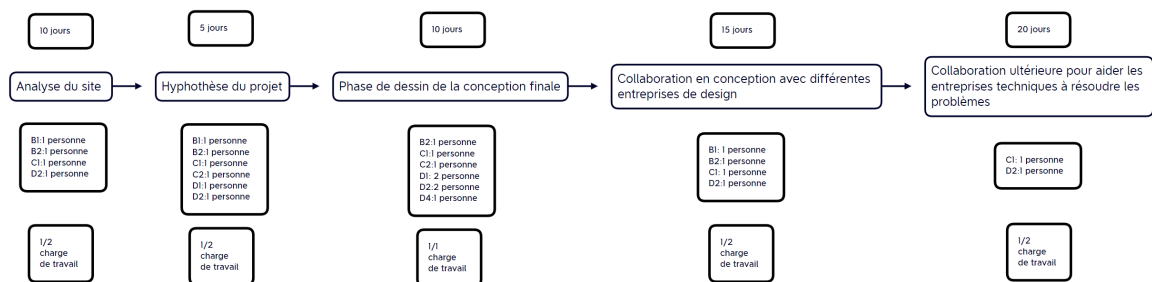 10 jours
5 jours
10 jours
15 jours
20 jours
Analyse du site
Hyphothèse du projet
Phase de dessin de la conception finale
Collaboration en conception avec différentes
entreprises de design
Collaboration ultérieure pour aider les
entreprises techniques à résoudre les
problèmes
B1:1 personne
B2:1 personne
C1:1 personne
D2:1 personne
B1:1 personne
B2:1 personne
C1:1 personne
C2:1 personne
D1:1 personne
D2:1 personne
B2:1 personne
C1:1 personne
C2:1 personne
D1: 2 personne
D2:2 personne
D4:1 personne
B1: 1 personne
B2:1 personne
C1: 1 personne
D2:1 personne
C1: 1 personne
D2:1 personne
1/2
charge
de travail
1/2
charge
de travail
1/1
charge
de travail
1/2
charge
de travail
1/2
charge
de travail